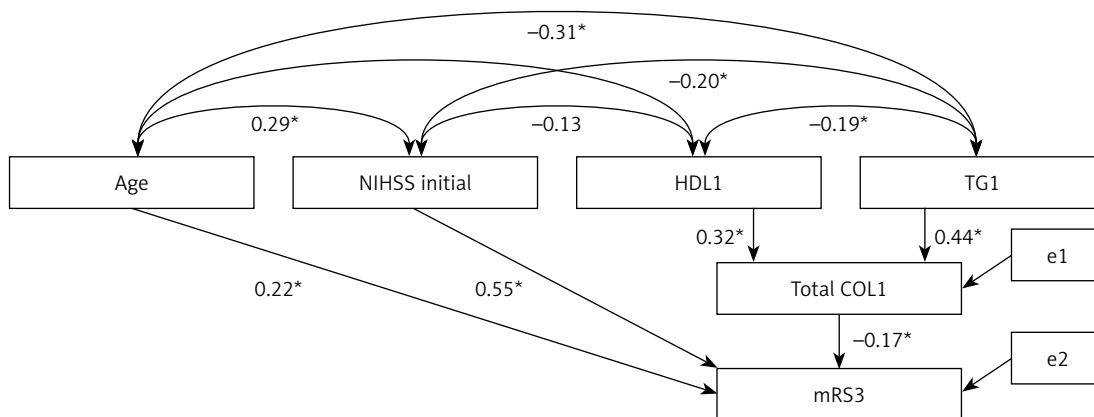 −0.31*
−0.20*
0.29*
−0.13
−0.19*
Age
NIHSS initial
HDL1
TG1
0.32*
0.44*
e1
0.22*
0.55*
Total COL1
−0.17*
e2
mRS3